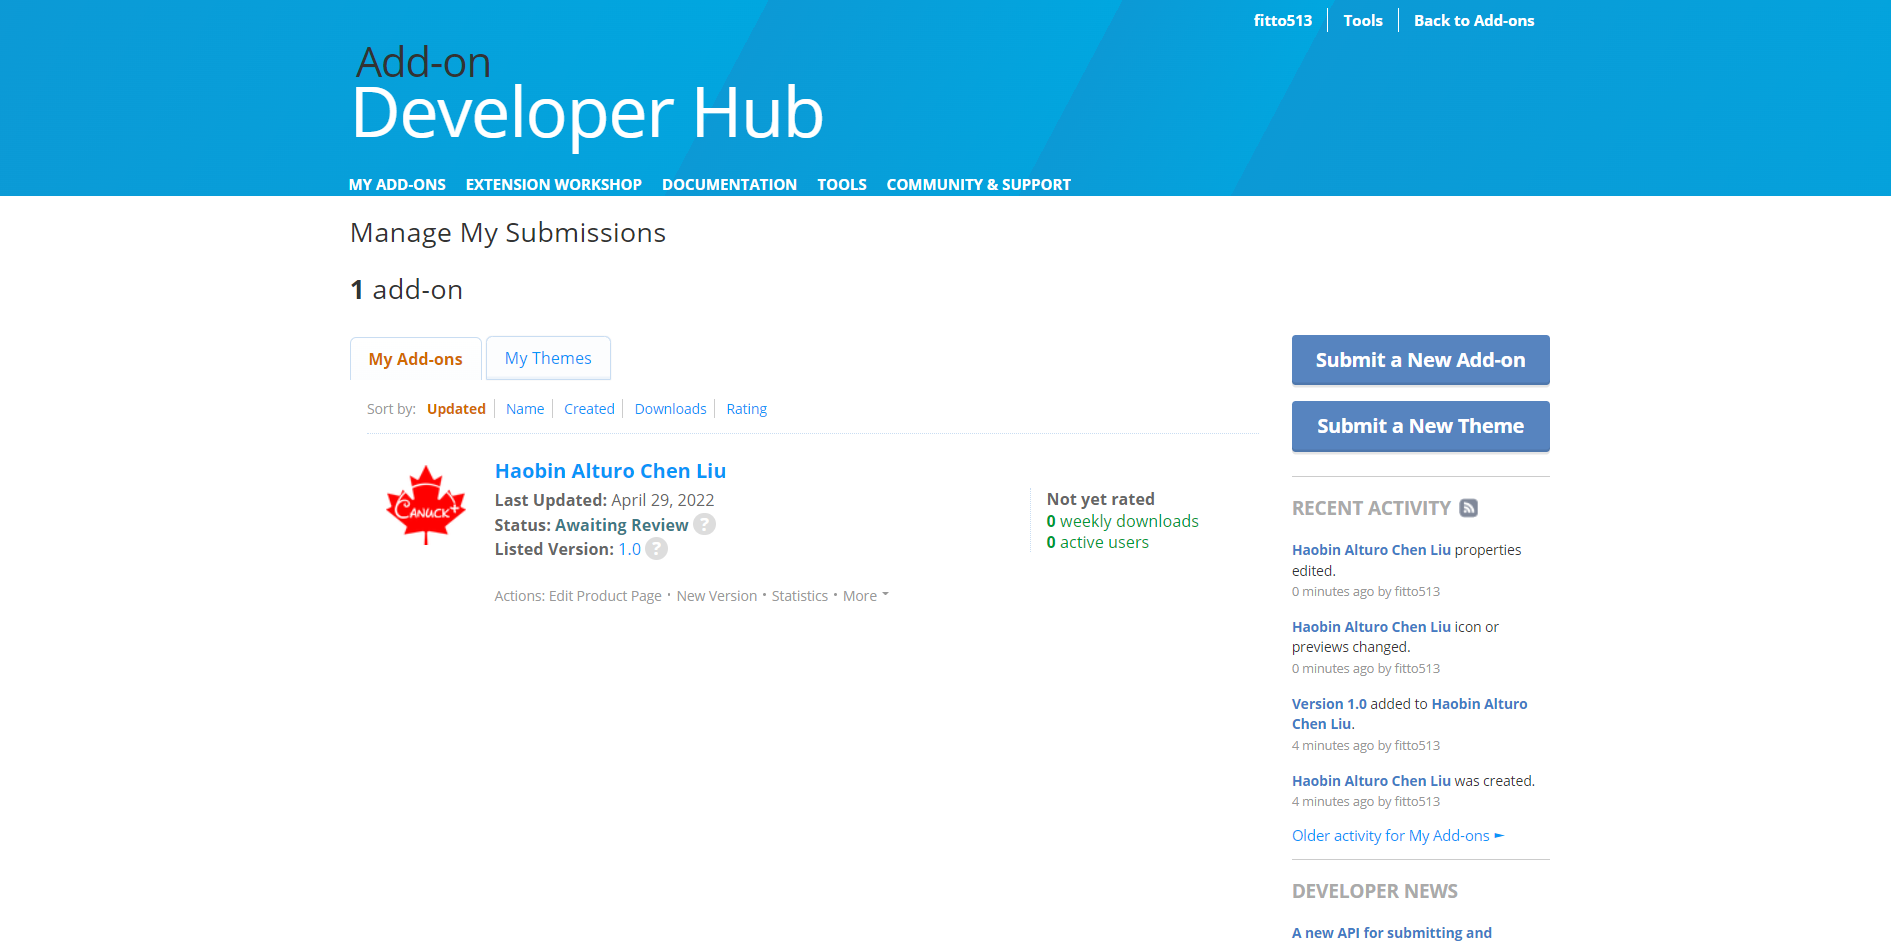 fitto513
Tools
Back to Add-ons
Add-on
Developer Hub
MY ADD-ONS
EXTENSION WORKSHOP
DOCUMENTATION
TOOLS
COMMUNITY & SUPPORT
Manage My Submissions
1 add-on
My Add-ons
My Themes
Sort by: Updated Name Created Downloads Rating
CANUCK+
Haobin Alturo Chen Liu
Last Updated: April 29, 2022
Status: Awaiting Review ?
Listed Version: 1.0 ?
Actions: Edit Product Page · New Version · Statistics · More
Not yet rated
0 weekly downloads
0 active users
Submit a New Add-on
Submit a New Theme
RECENT ACTIVITY
Haobin Alturo Chen Liu properties
edited.
0 minutes ago by fitto513
Haobin Alturo Chen Liu icon or
previews changed.
0 minutes ago by fitto513
Version 1.0 added to Haobin Alturo
Chen Liu.
4 minutes ago by fitto513
Haobin Alturo Chen Liu was created.
4 minutes ago by fitto513
Older activity for My Add-ons ►
DEVELOPER NEWS
A new API for submitting and